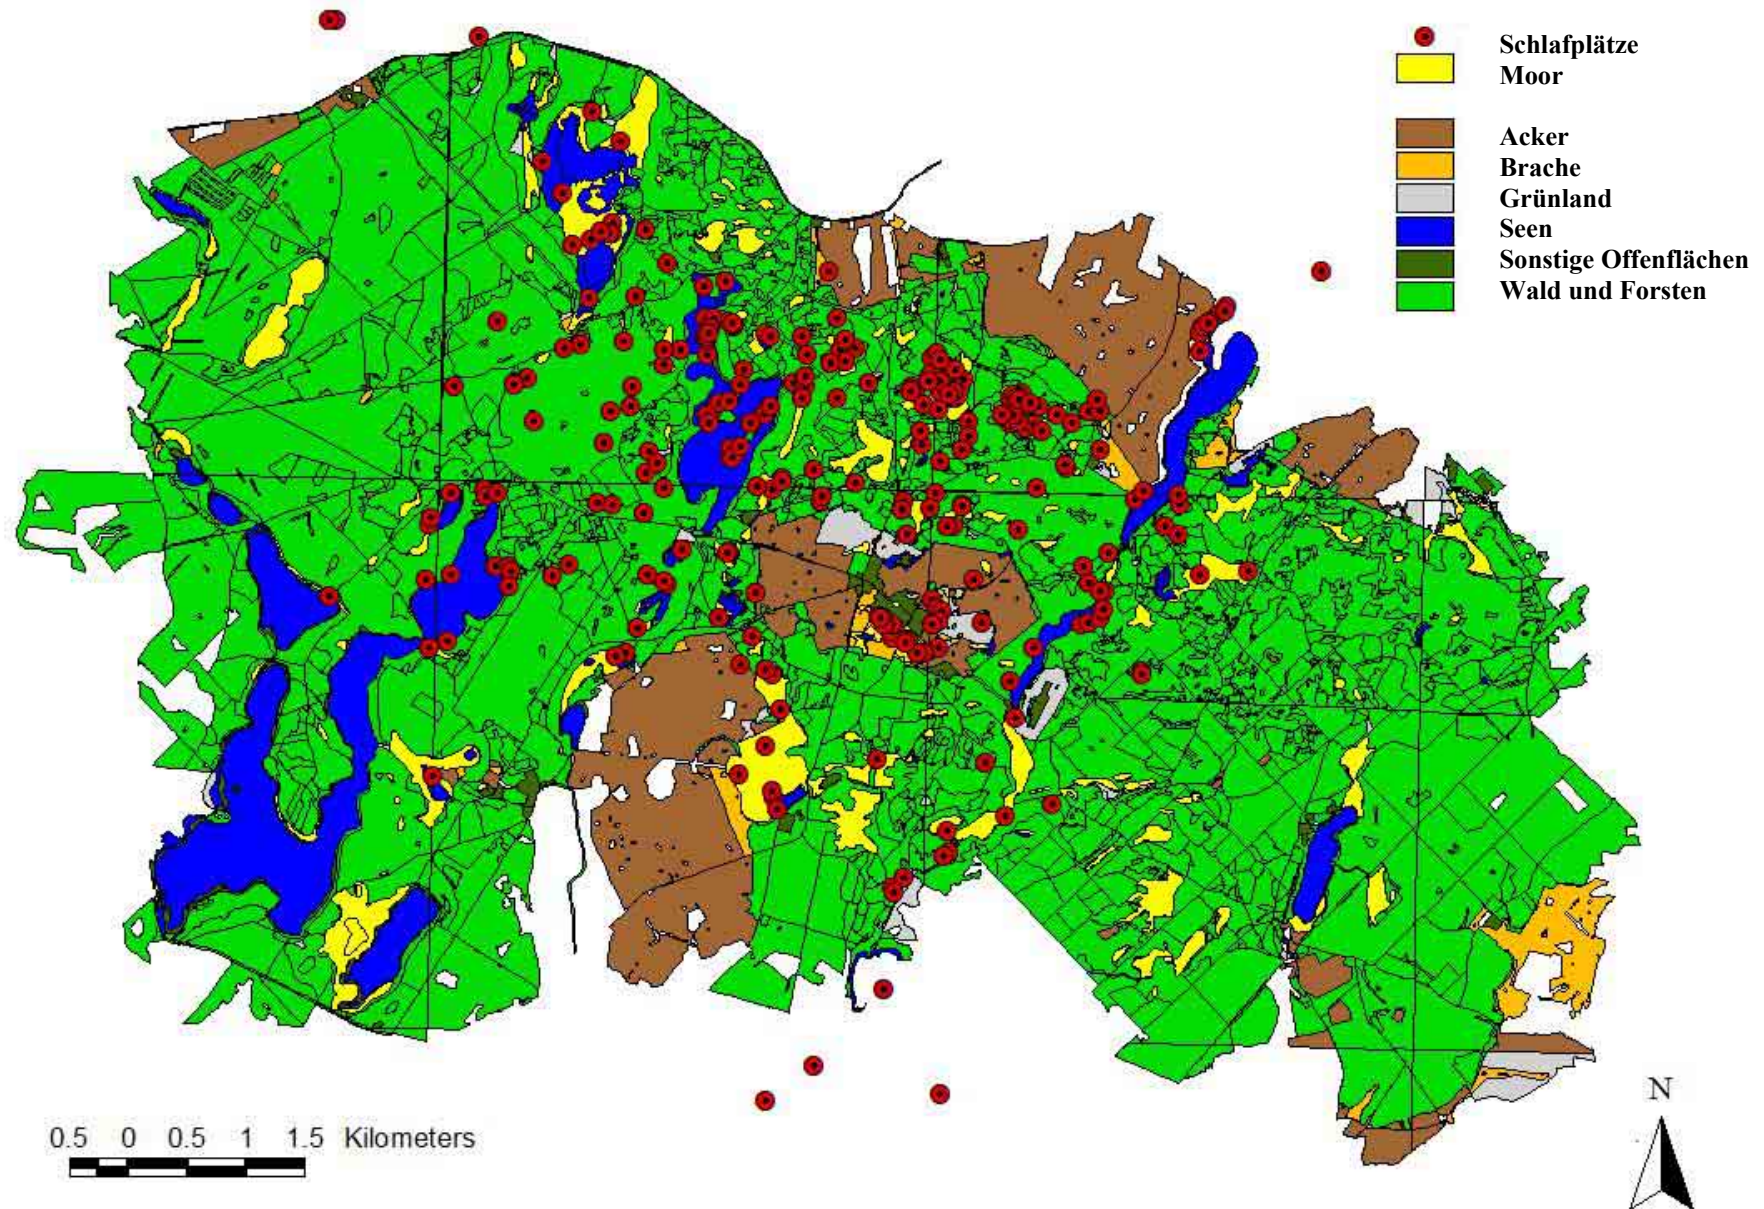 Schlafplätze
Moor
Acker
Brache
Grünland
Seen
Sonstige Offenflächen
Wald und Forsten
0.5 0 0.5 1 1.5 Kilometers
N